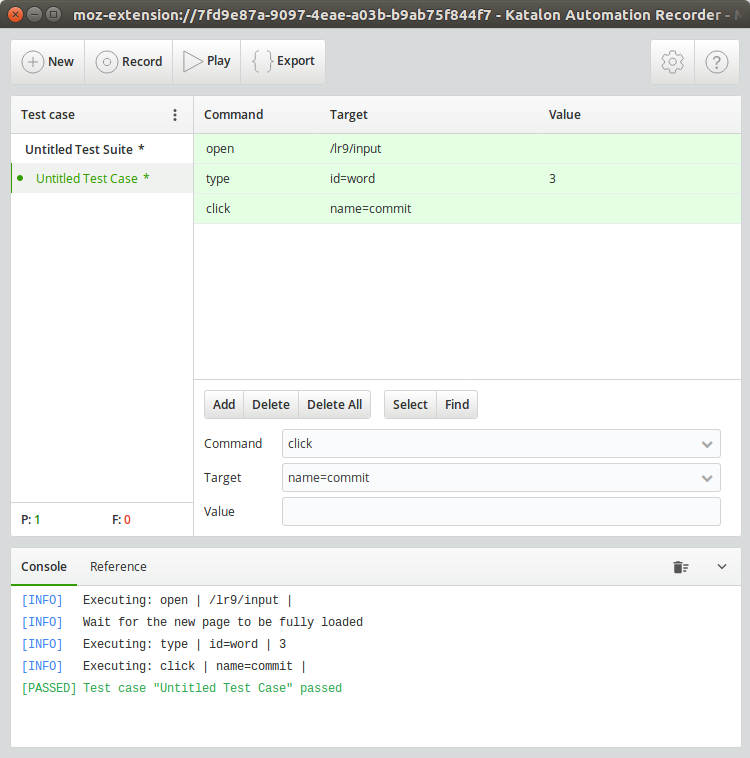 moz-extension://7fd9e87a-9097-4eae-a03b-b9ab75f844f7 - Katalon Automation Recorder -
New Record Play Export ?
Test case Command Target Value
Untitled Test Suite * open /lr9/input
Untitled Test Case * type id=word 3
click name=commit
Add Delete Delete All Select Find
Command click
Target name=commit
Value
P: 1 F: 0
Console Reference
[INFO] Executing: open | /lr9/input |
[INFO] Wait for the new page to be fully loaded
[INFO] Executing: type | id=word | 3
[INFO] Executing: click | name=commit |
[PASSED] Test case "Untitled Test Case" passed